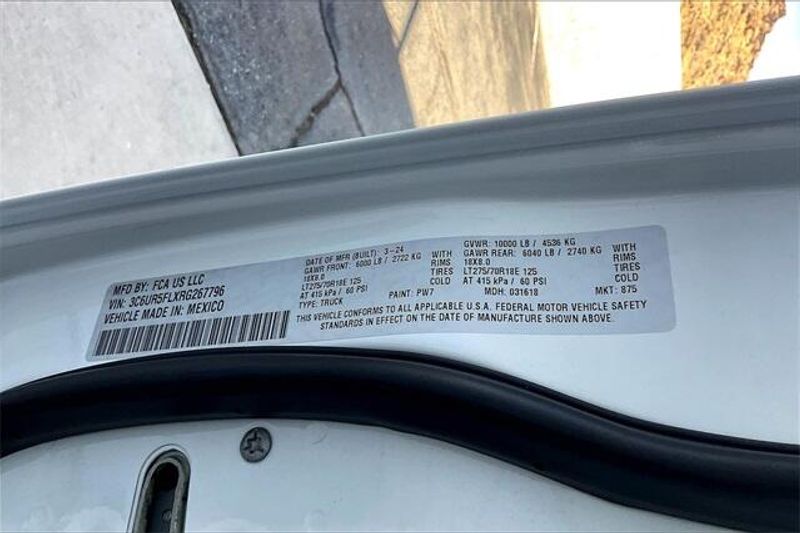 MFD BY: FCA US LLC
VIN: 3C6UR5FLXRG267796
VEHICLE MADE IN: MEXICO
DATE OF MFR (BUILT): 3-24
GAWR FRONT: 6000 LB / 2722 KG WITH
18X8.0 RIMS
LT275/70R18E 125 TIRES
AT 415 kPa / 60 PSI COLD
TYPE: TRUCK PAINT: PW7
GVWR: 10000 LB / 4536 KG
GAWR REAR: 6040 LB / 2740 KG WITH
18X8.0 RIMS
LT275/70R18E 125 TIRES
AT 415 kPa / 60 PSI COLD
MDH: 031618 MKT: 875
THIS VEHICLE CONFORMS TO ALL APPLICABLE U.S.A. FEDERAL MOTOR VEHICLE SAFETY
STANDARDS IN EFFECT ON THE DATE OF MANUFACTURE SHOWN ABOVE.